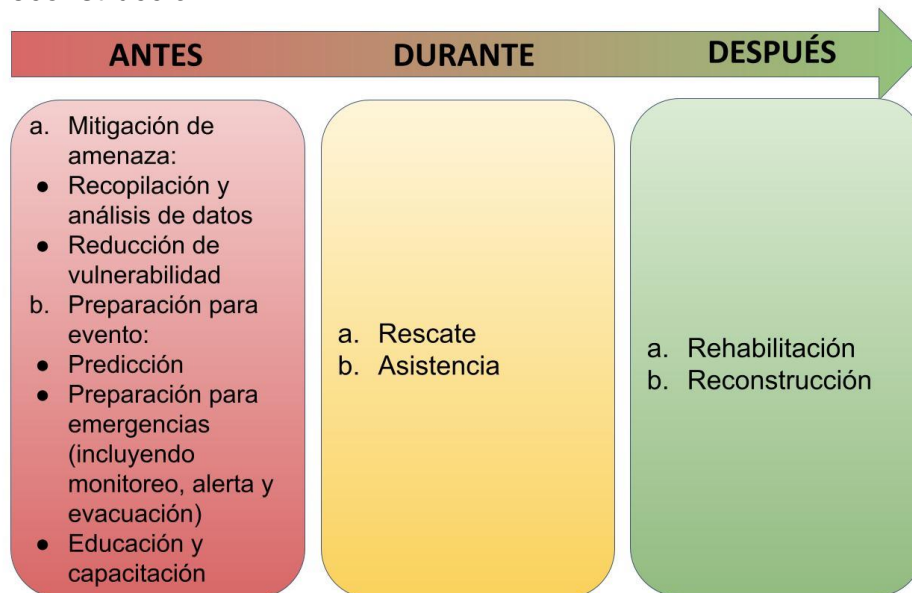 ANTES DURANTE DESPUÉS
a. Mitigación de
amenaza:
● Recopilación y
análisis de datos
● Reducción de
vulnerabilidad
b. Preparación para
evento:
● Predicción
● Preparación para
emergencias
(incluyendo
monitoreo, alerta y
evacuación)
● Educación y
capacitación
a. Rescate
b. Asistencia
a. Rehabilitación
b. Reconstrucción